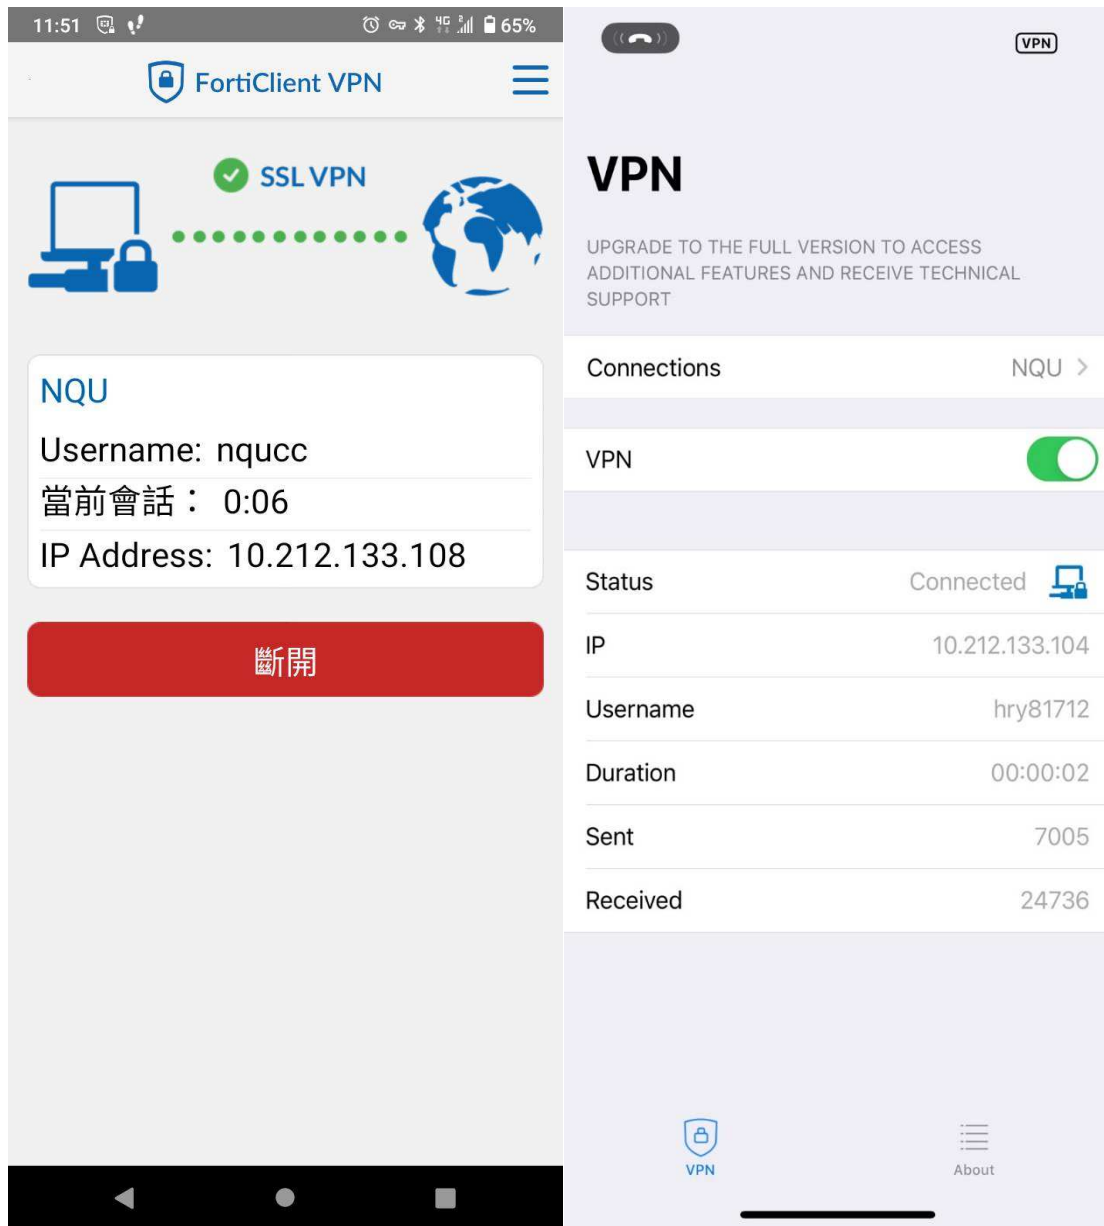 11:51 4G 2 65%
FortiClient VPN
SSL VPN
NQU
Username: nqucc
當前會話： 0:06
IP Address: 10.212.133.108
斷開
VPN
VPN
UPGRADE TO THE FULL VERSION TO ACCESS
ADDITIONAL FEATURES AND RECEIVE TECHNICAL
SUPPORT
Connections NQU
VPN
Status Connected
IP 10.212.133.104
Username hry81712
Duration 00:00:02
Sent 7005
Received 24736
VPN About